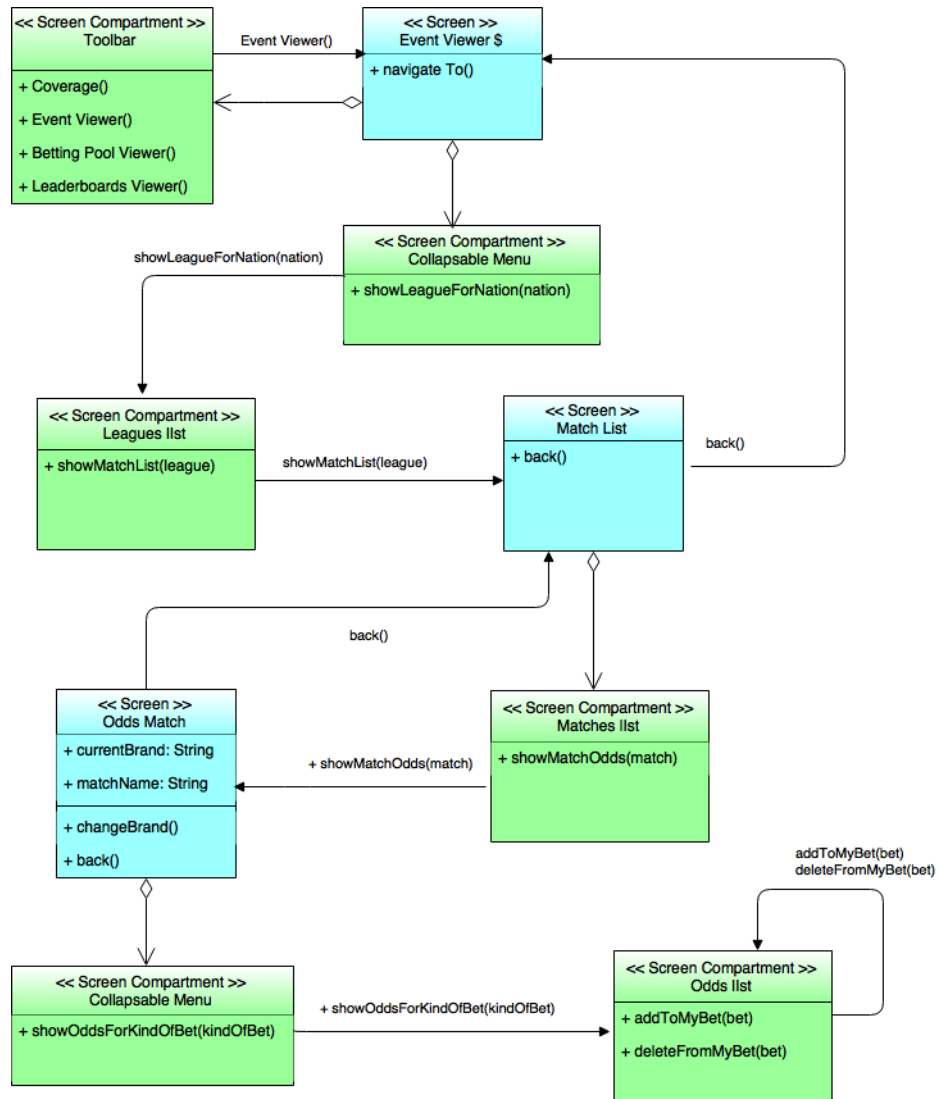 << Screen Compartment >>
Toolbar
+ Coverage()
+ Event Viewer()
+ Betting Pool Viewer()
+ Leaderboards Viewer()
Event Viewer()
<< Screen >>
Event Viewer $
+ navigate To()
<< Screen Compartment >>
Collapsable Menu
+ showLeagueForNation(nation)
showLeagueForNation(nation)
<< Screen Compartment >>
Leagues lIst
+ showMatchList(league)
showMatchList(league)
<< Screen >>
Match List
+ back()
back()
back()
<< Screen >>
Odds Match
+ currentBrand: String
+ matchName: String
+ changeBrand()
+ back()
+ showMatchOdds(match)
<< Screen Compartment >>
Matches lIst
+ showMatchOdds(match)
addToMyBet(bet)
deleteFromMyBet(bet)
<< Screen Compartment >>
Collapsable Menu
+ showOddsForKindOfBet(kindOfBet)
+ showOddsForKindOfBet(kindOfBet)
<< Screen Compartment >>
Odds lIst
+ addToMyBet(bet)
+ deleteFromMyBet(bet)